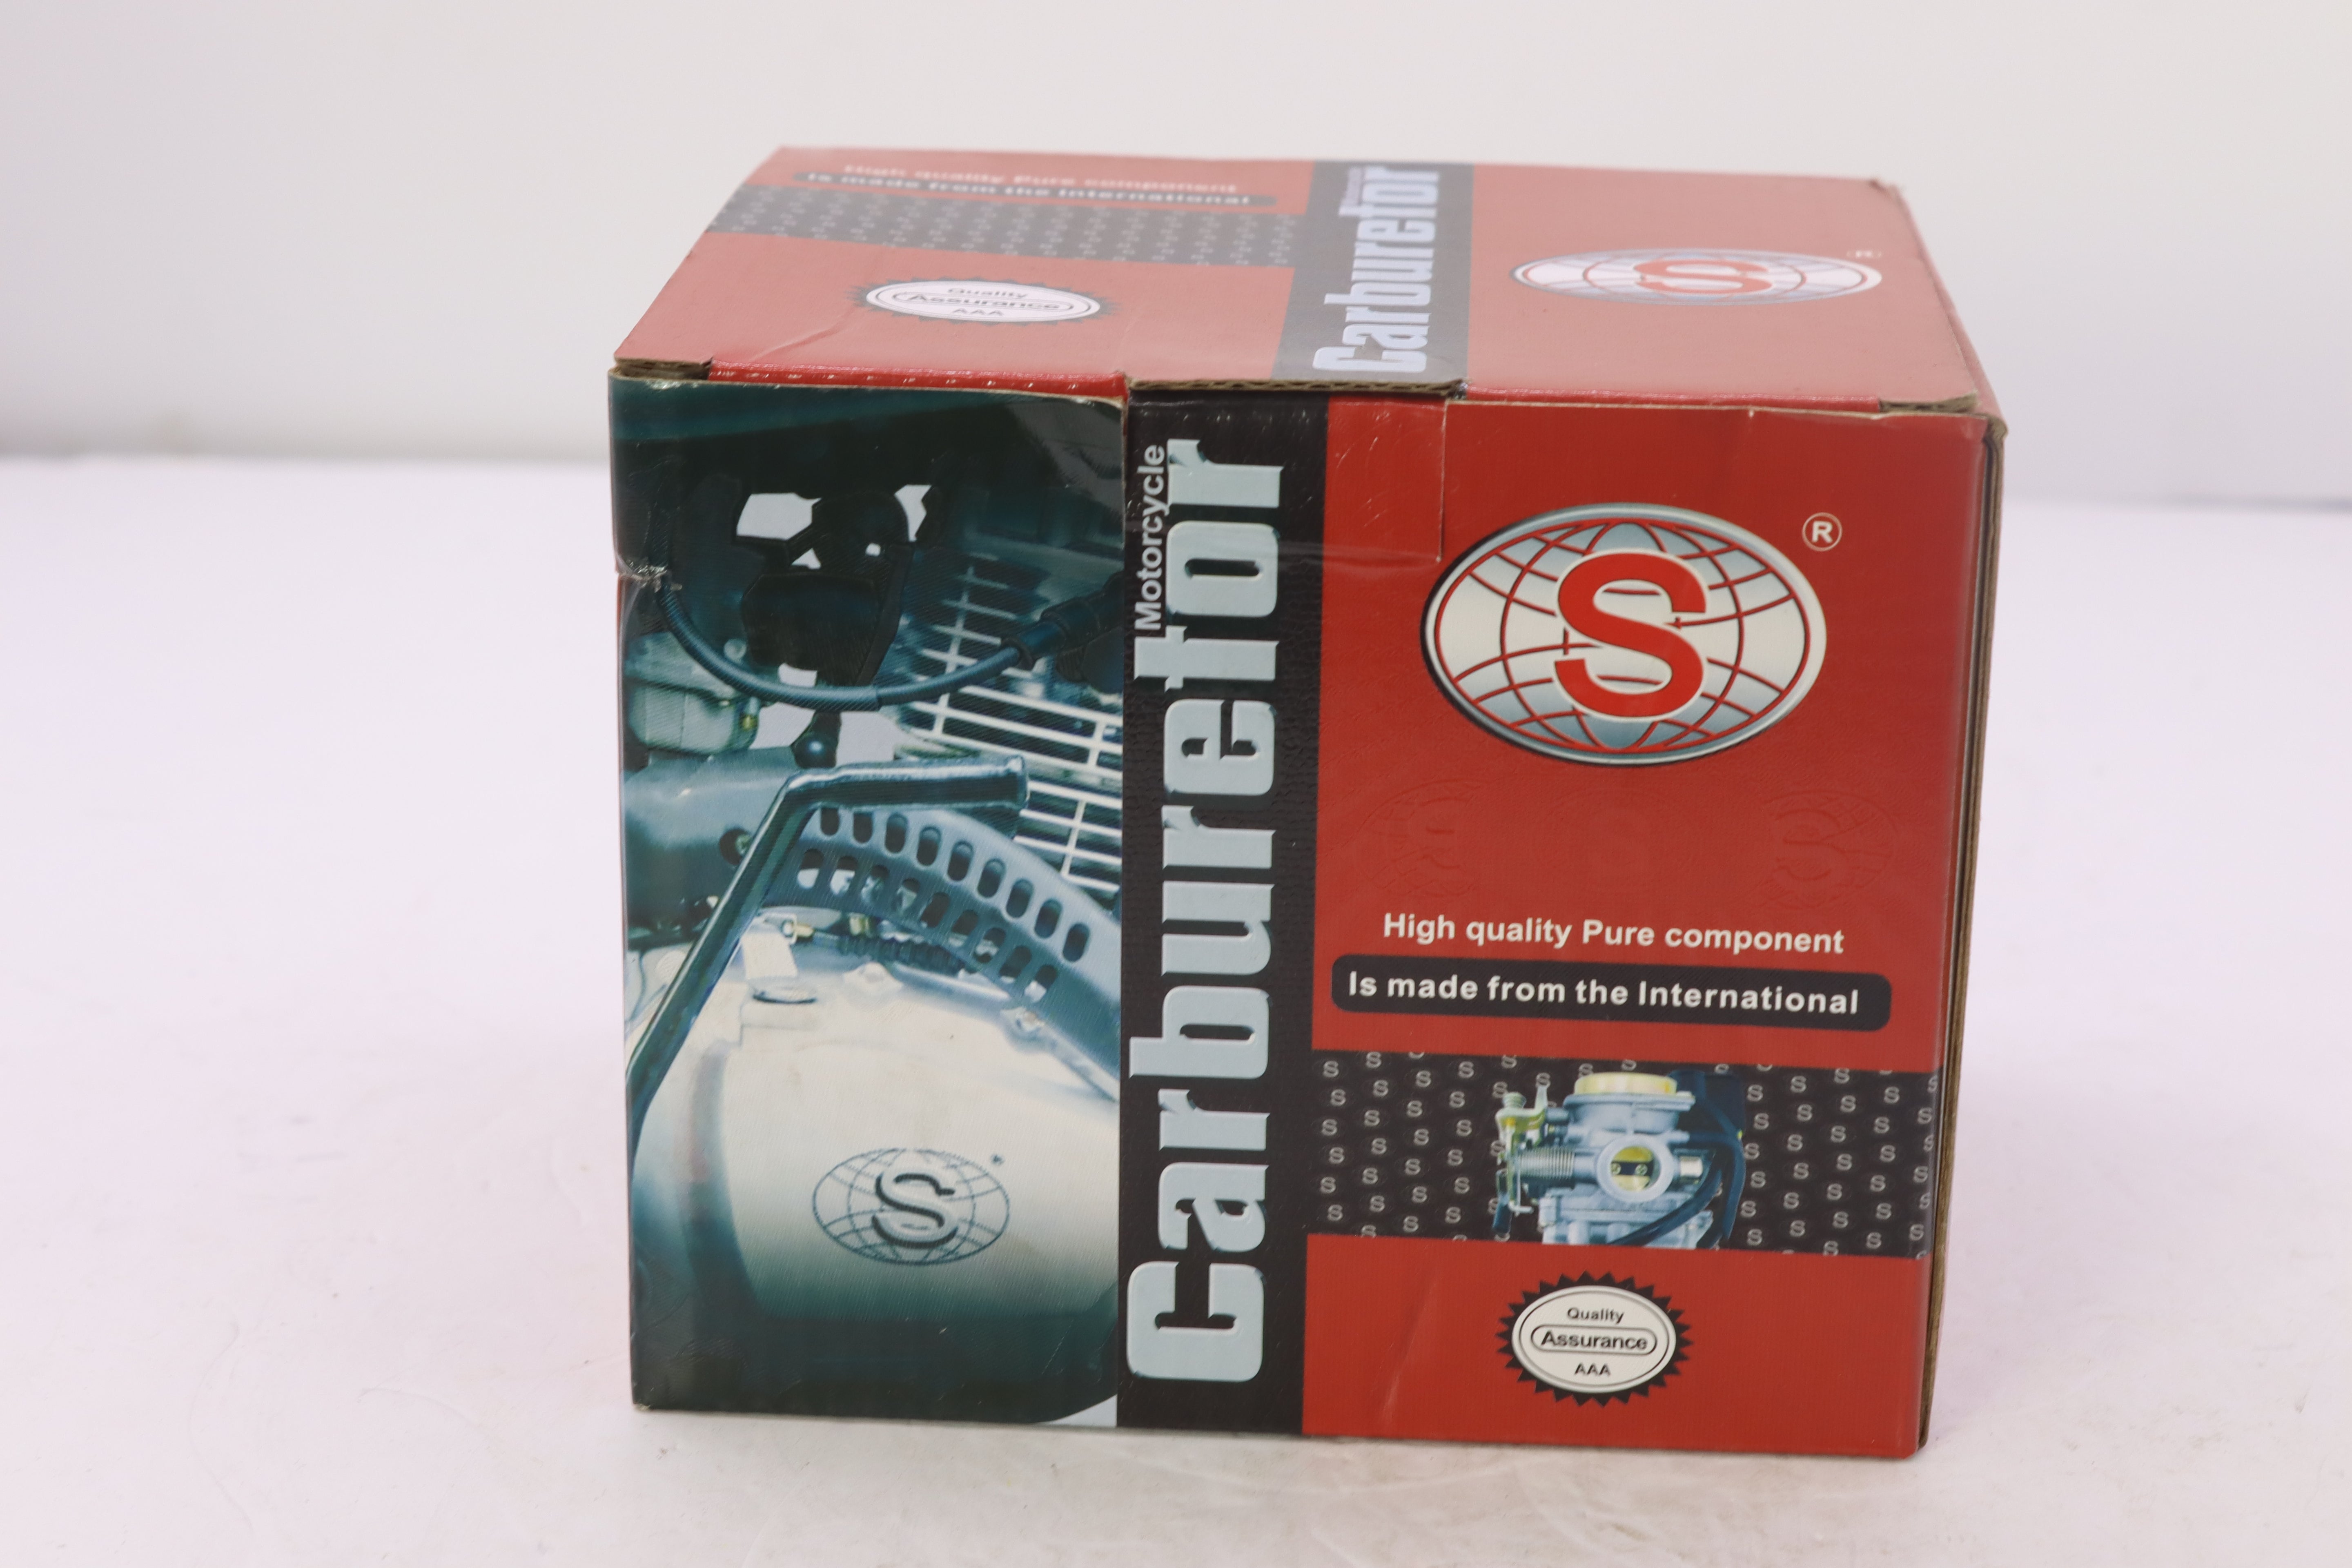 High quality Pure component
Is made from the International
Quality
Assurance
AAA
Carburetor
S
®
Motorcycle
Carburetor
S
®
High quality Pure component
Is made from the International
Quality
Assurance
AAA
S